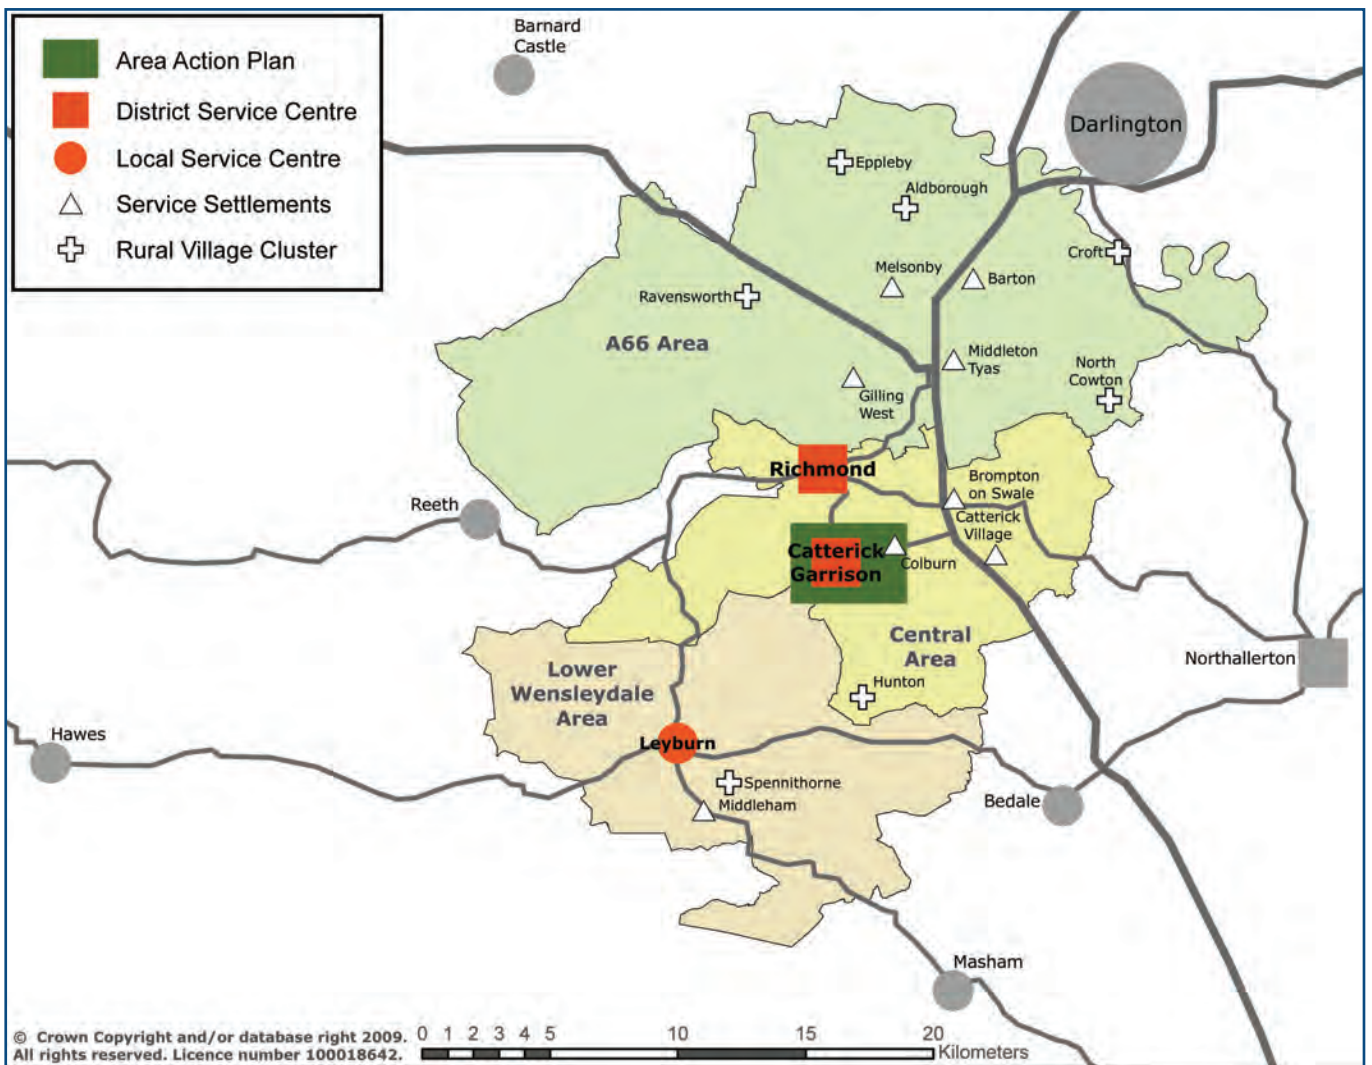 Area Action Plan
District Service Centre
Local Service Centre
Service Settlements
Rural Village Cluster
Barnard
Castle
Darlington
Eppleby
Aldborough
Croft
Melsonby
Barton
Ravensworth
A66 Area
Middleton
Tyas
North
Cowton
Gilling
West
Richmond
Brompton
on Swale
Reeth
Catterick
Village
Catterick
Garrison
Colburn
Central
Area
Northallerton
Lower
Wensleydale
Area
Hunton
Hawes
Leyburn
Spennithorne
Middleham
Bedale
Masham
© Crown Copyright and/or database right 2009.
All rights reserved. Licence number 100018642.
0 1 2 3 4 5 10 15 20
Kilometers